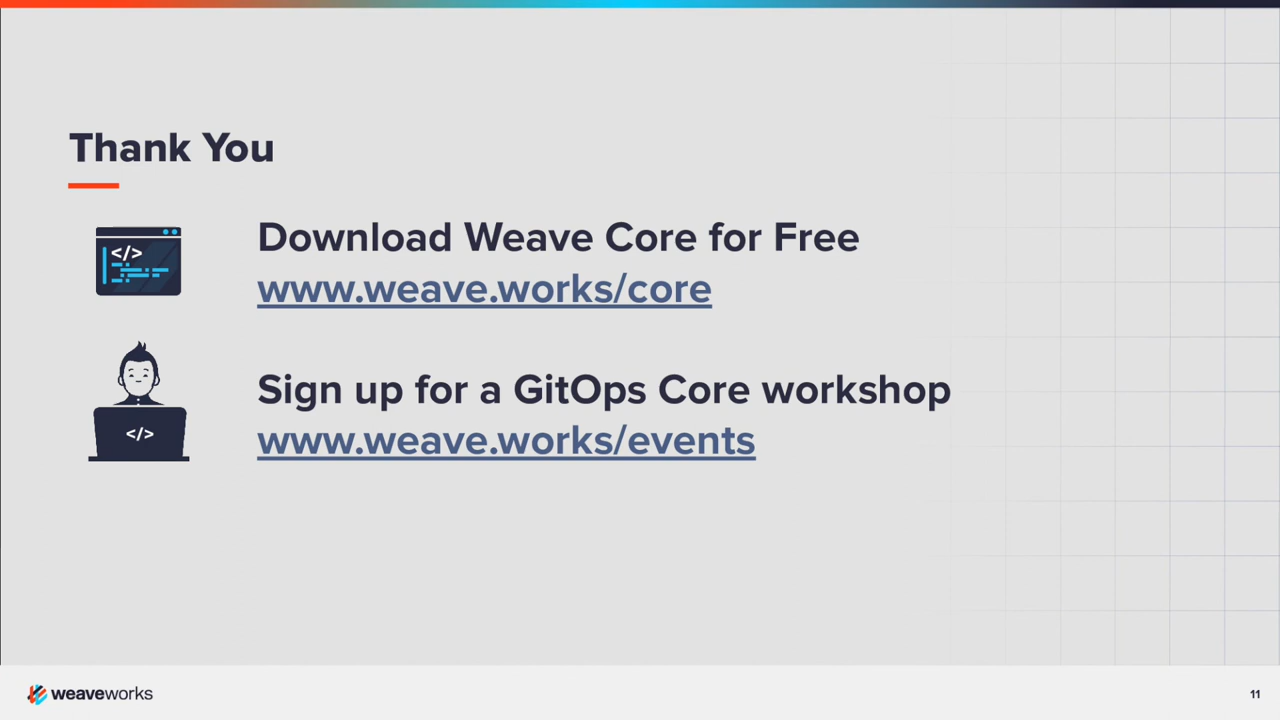 Thank You
</>
Download Weave Core for Free
www.weave.works/core
</>
Sign up for a GitOps Core workshop
www.weave.works/events
weaveworks
11